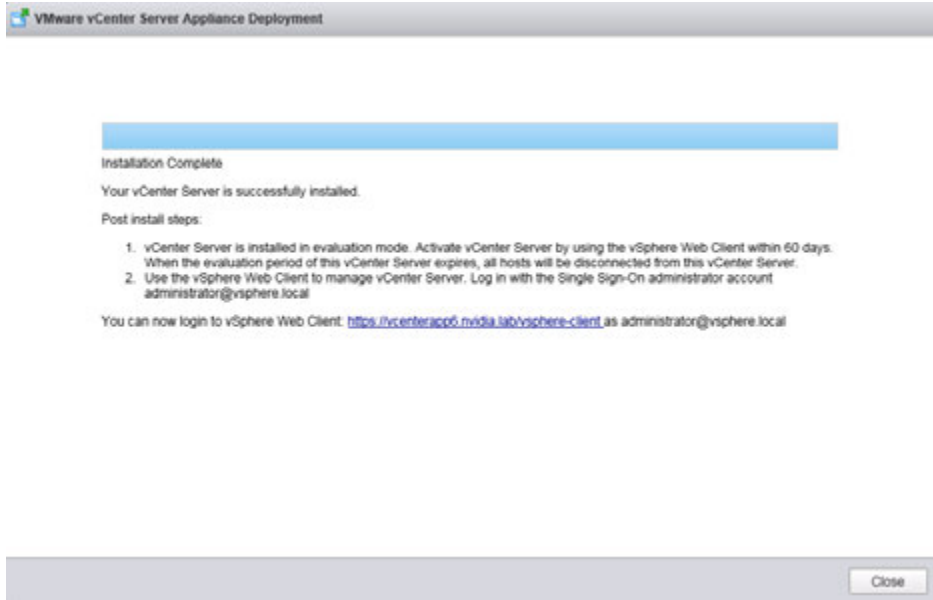 VMware vCenter Server Appliance Deployment
Installation Complete
Your vCenter Server is successfully installed.
Post install steps:
1. vCenter Server is installed in evaluation mode. Activate vCenter Server by using the vSphere Web Client within 60 days.
When the evaluation period of this vCenter Server expires, all hosts will be disconnected from this vCenter Server.
2. Use the vSphere Web Client to manage vCenter Server. Log in with the Single Sign-On administrator account
administrator@vsphere.local
You can now login to vSphere Web Client: https://vcenterapp6.nvidia.lab/vsphere-client as administrator@vsphere.local
Close